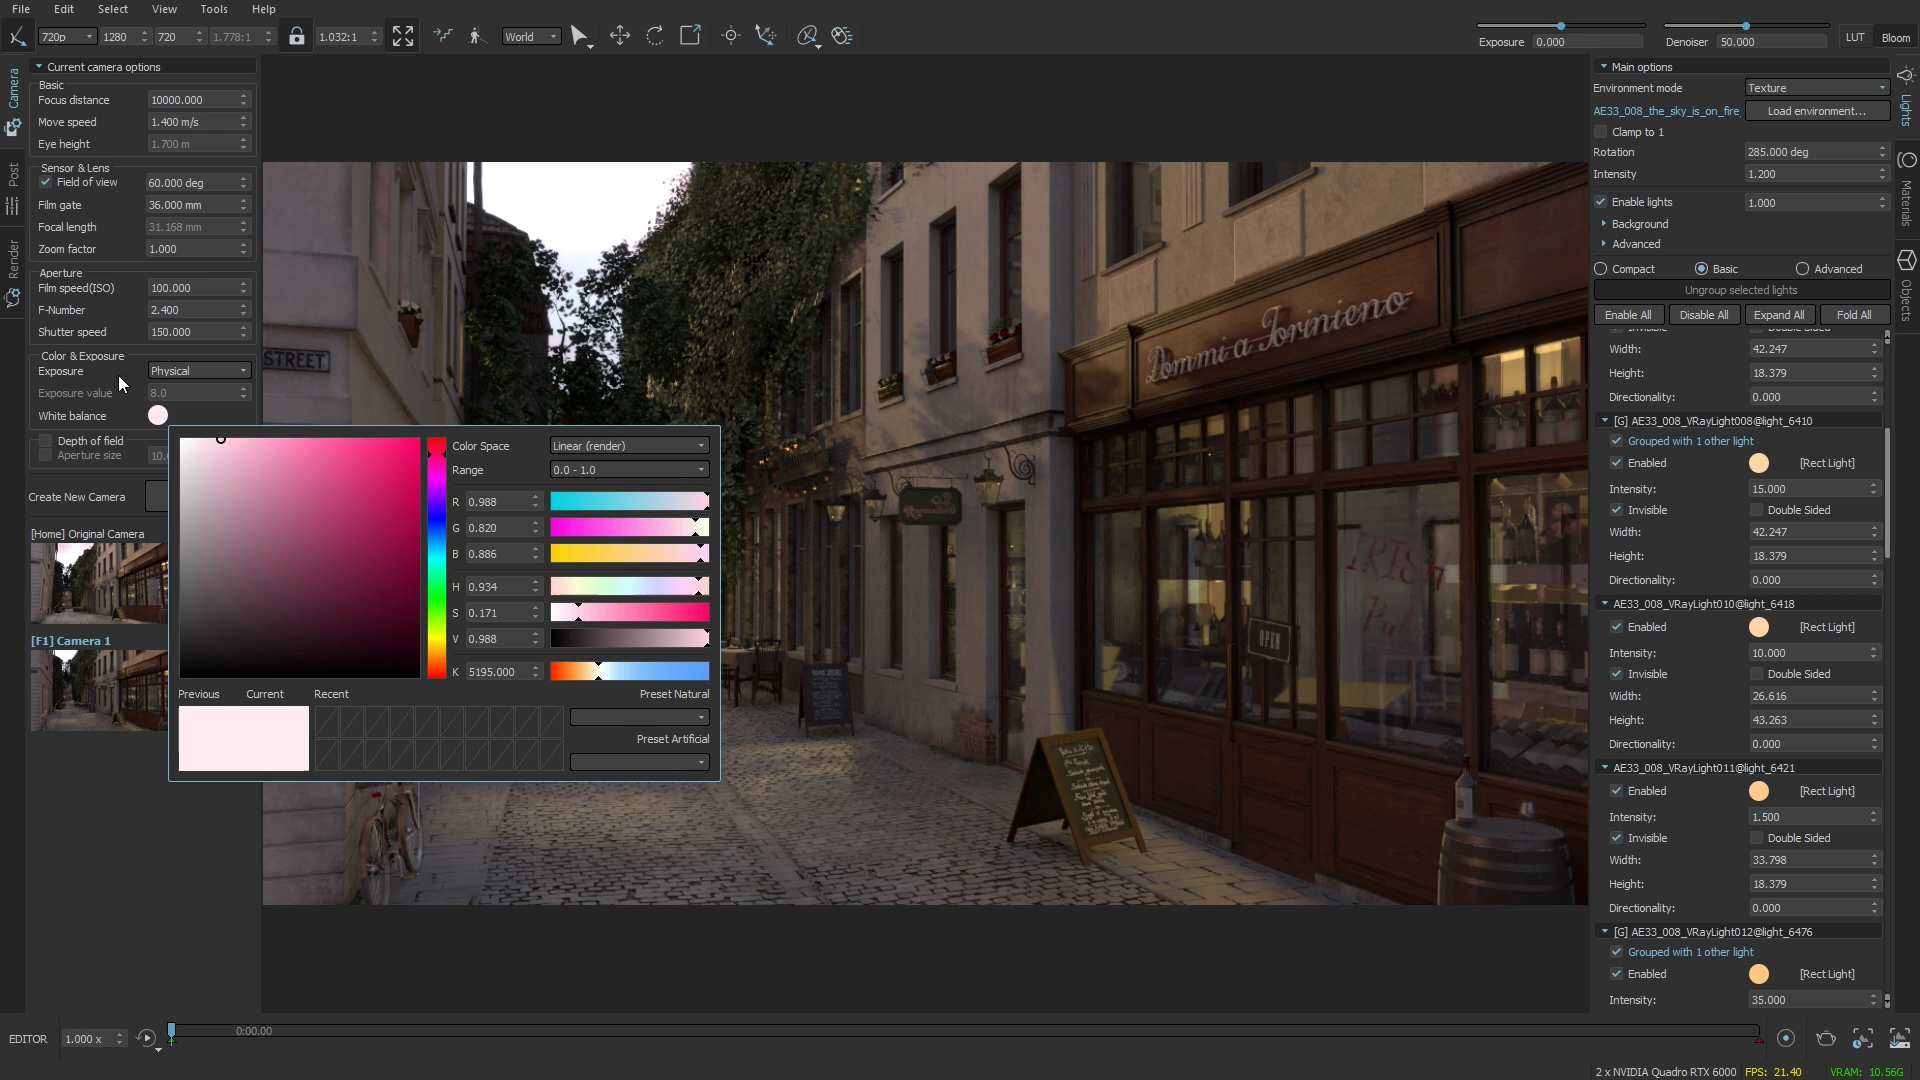 File Edit Select View Tools Help
720p 1280 720 1.778:1 1.032:1 World
Exposure 0.000 Denoiser 50.000 LUT Bloom
Camera
Post
Render
Current camera options
Basic
Focus distance 10000.000
Move speed 1.400 m/s
Eye height 1.700 m
Sensor & Lens
Field of view 60.000 deg
Film gate 36.000 mm
Focal length 31.168 mm
Zoom factor 1.000
Aperture
Film speed(ISO) 100.000
F-Number 2.400
Shutter speed 150.000
Color & Exposure
Exposure Physical
Exposure value 8.0
White balance
Depth of field
Aperture size
Create New Camera
[Home] Original Camera
[F1] Camera 1
Color Space Linear (render)
Range 0.0 - 1.0
R 0.988
G 0.820
B 0.886
H 0.934
S 0.171
V 0.988
K 5195.000
Previous Current Recent Preset Natural
Preset Artificial
STREET
OPEN
IRISH
Pub
Main options
Environment mode Texture
AE33_008_the_sky_is_on_fire. Load environment...
Clamp to 1
Rotation 285.000 deg
Intensity 1.200
Enable lights 1.000
Background
Advanced
Compact Basic Advanced
Ungroup selected lights
Enable All Disable All Expand All Fold All
Invisible Double Sided
Width: 42.247
Height: 18.379
Directionality: 0.000
[G] AE33_008_VRayLight008@light_6410
Grouped with 1 other light
Enabled [Rect Light]
Intensity: 15.000
Invisible Double Sided
Width: 42.247
Height: 18.379
Directionality: 0.000
AE33_008_VRayLight010@light_6418
Enabled [Rect Light]
Intensity: 10.000
Invisible Double Sided
Width: 26.616
Height: 43.263
Directionality: 0.000
AE33_008_VRayLight011@light_6421
Enabled [Rect Light]
Intensity: 1.500
Invisible Double Sided
Width: 33.798
Height: 18.379
Directionality: 0.000
[G] AE33_008_VRayLight012@light_6476
Grouped with 1 other light
Enabled [Rect Light]
Intensity: 35.000
Lights
Materials
Objects
EDITOR 1.000 x 0:00.00
2 x NVIDIA Quadro RTX 6000 FPS: 21.40 VRAM: 10.56G